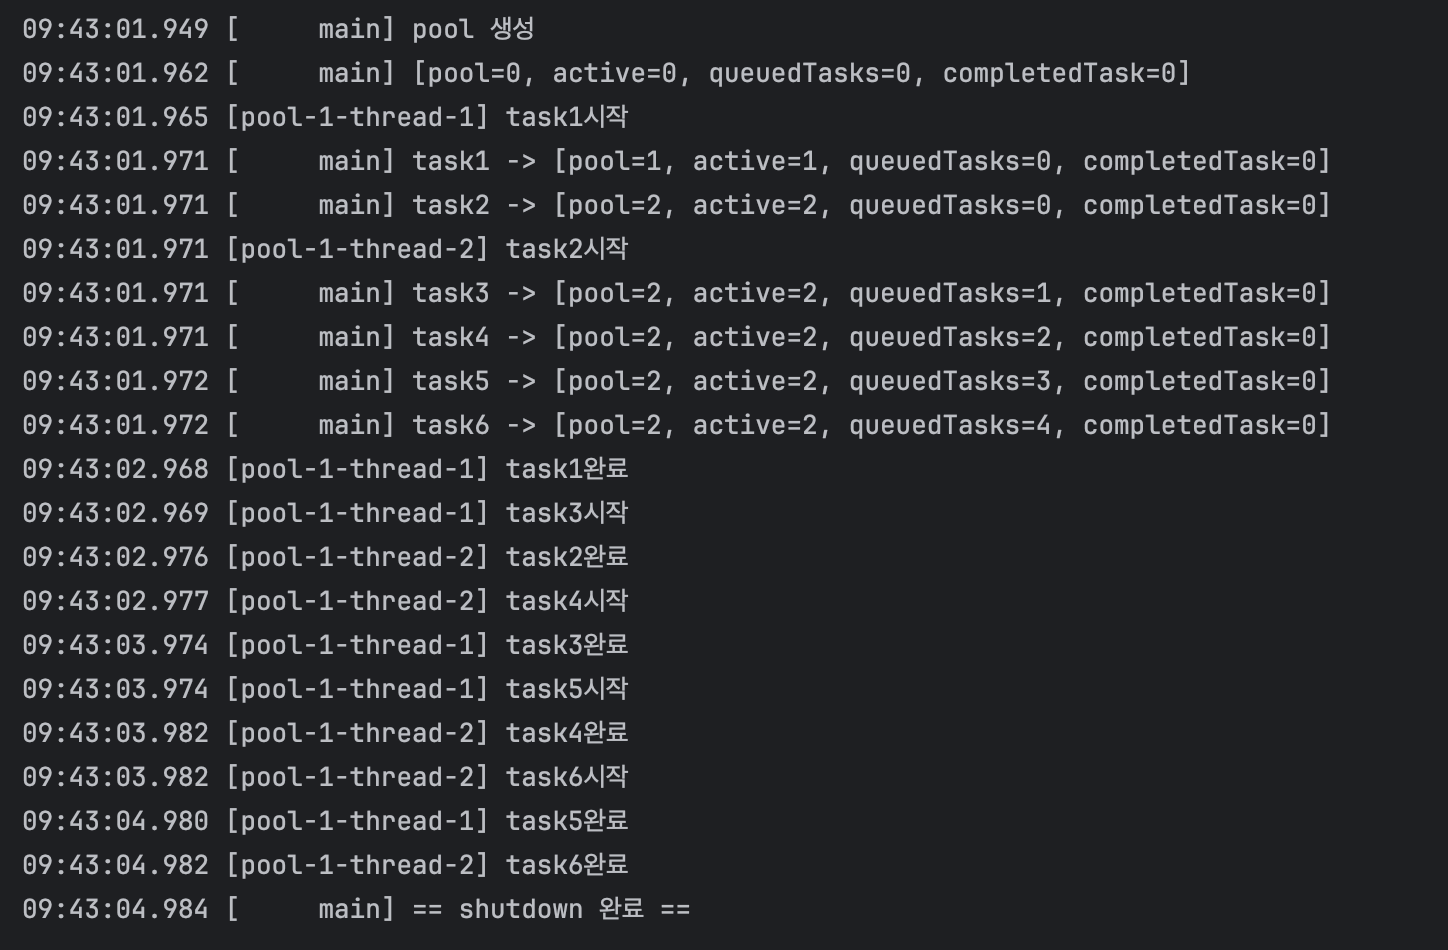 09:43:01.949 [     main] pool 생성
09:43:01.962 [     main] [pool=0, active=0, queuedTasks=0, completedTask=0]
09:43:01.965 [pool-1-thread-1] task1시작
09:43:01.971 [     main] task1 -> [pool=1, active=1, queuedTasks=0, completedTask=0]
09:43:01.971 [     main] task2 -> [pool=2, active=2, queuedTasks=0, completedTask=0]
09:43:01.971 [pool-1-thread-2] task2시작
09:43:01.971 [     main] task3 -> [pool=2, active=2, queuedTasks=1, completedTask=0]
09:43:01.971 [     main] task4 -> [pool=2, active=2, queuedTasks=2, completedTask=0]
09:43:01.972 [     main] task5 -> [pool=2, active=2, queuedTasks=3, completedTask=0]
09:43:01.972 [     main] task6 -> [pool=2, active=2, queuedTasks=4, completedTask=0]
09:43:02.968 [pool-1-thread-1] task1완료
09:43:02.969 [pool-1-thread-1] task3시작
09:43:02.976 [pool-1-thread-2] task2완료
09:43:02.977 [pool-1-thread-2] task4시작
09:43:03.974 [pool-1-thread-1] task3완료
09:43:03.974 [pool-1-thread-1] task5시작
09:43:03.982 [pool-1-thread-2] task4완료
09:43:03.982 [pool-1-thread-2] task6시작
09:43:04.980 [pool-1-thread-1] task5완료
09:43:04.982 [pool-1-thread-2] task6완료
09:43:04.984 [     main] == shutdown 완료 ==